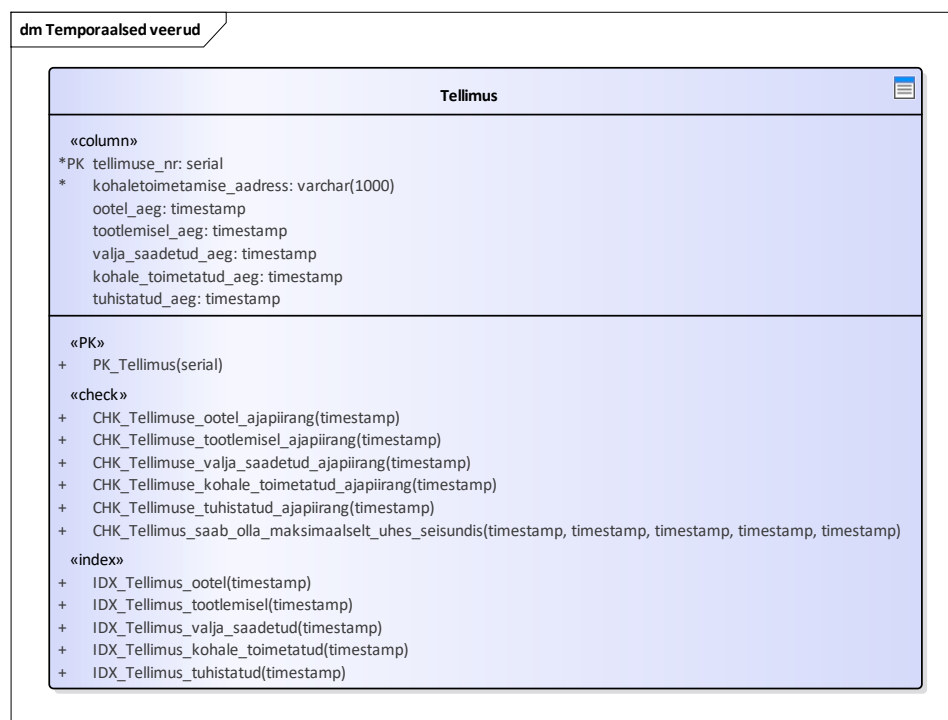 dm Temporaalsed veerud
Tellimus
«column»
*PK tellimuse_nr: serial
* kohaletoimetamise_aadress: varchar(1000)
ootel_aeg: timestamp
tootlemisel_aeg: timestamp
valja_saadetud_aeg: timestamp
kohale_toimetatud_aeg: timestamp
tuhistatud_aeg: timestamp
«PK»
+ PK_Tellimus(serial)
«check»
+ CHK_Tellimuse_ootel_ajapiirang(timestamp)
+ CHK_Tellimuse_tootlemisel_ajapiirang(timestamp)
+ CHK_Tellimuse_valja_saadetud_ajapiirang(timestamp)
+ CHK_Tellimuse_kohale_toimetatud_ajapiirang(timestamp)
+ CHK_Tellimuse_tuhistatud_ajapiirang(timestamp)
+ CHK_Tellimus_saab_olla_maksimaalselt_uhes_seisundis(timestamp, timestamp, timestamp, timestamp, timestamp)
«index»
+ IDX_Tellimus_ootel(timestamp)
+ IDX_Tellimus_tootlemisel(timestamp)
+ IDX_Tellimus_valja_saadetud(timestamp)
+ IDX_Tellimus_kohale_toimetatud(timestamp)
+ IDX_Tellimus_tuhistatud(timestamp)